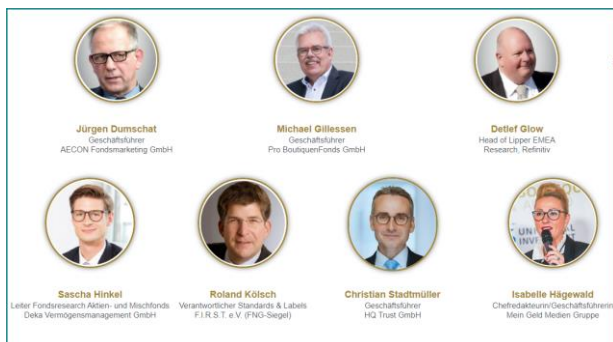 Jürgen Dumschat
Geschäftsführer
AECON Fondsmarketing GmbH
Michael Gillessen
Geschäftsführer
Pro BoutiquenFonds GmbH
Detlef Glow
Head of Lipper EMEA
Research, Refinitiv
Sascha Hinkel
Leiter Fondsresearch Aktien- und Mischfonds
Deka Vermögensmanagement GmbH
Roland Kölsch
Verantwortlicher Standards & Labels
F.I.R.S.T. e.V. (FNG-Siegel)
Christian Stadtmüller
Geschäftsführer
HQ Trust GmbH
Isabelle Hägewald
Chefredakteurin/Geschäftsführerin
Mein Geld Medien Gruppe